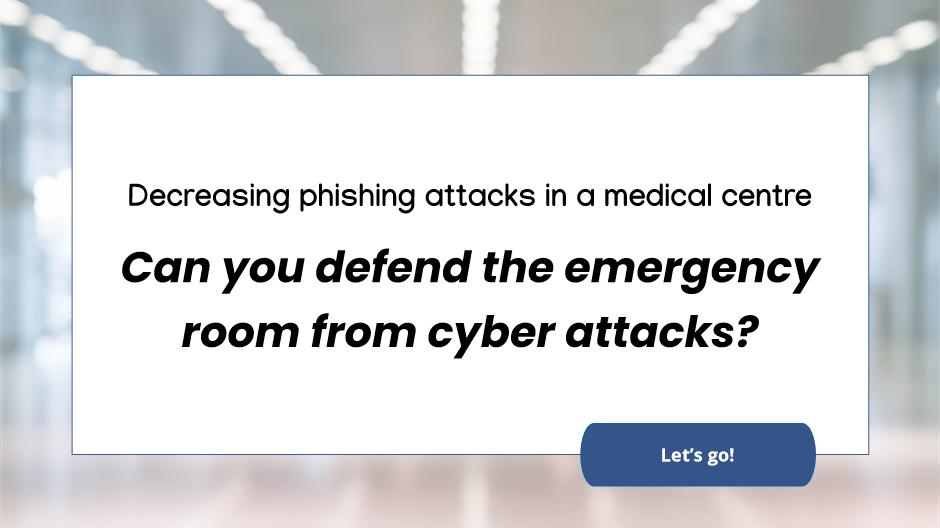 Decreasing phishing attacks in a medical centre
Can you defend the emergency
room from cyber attacks?
Let's go!